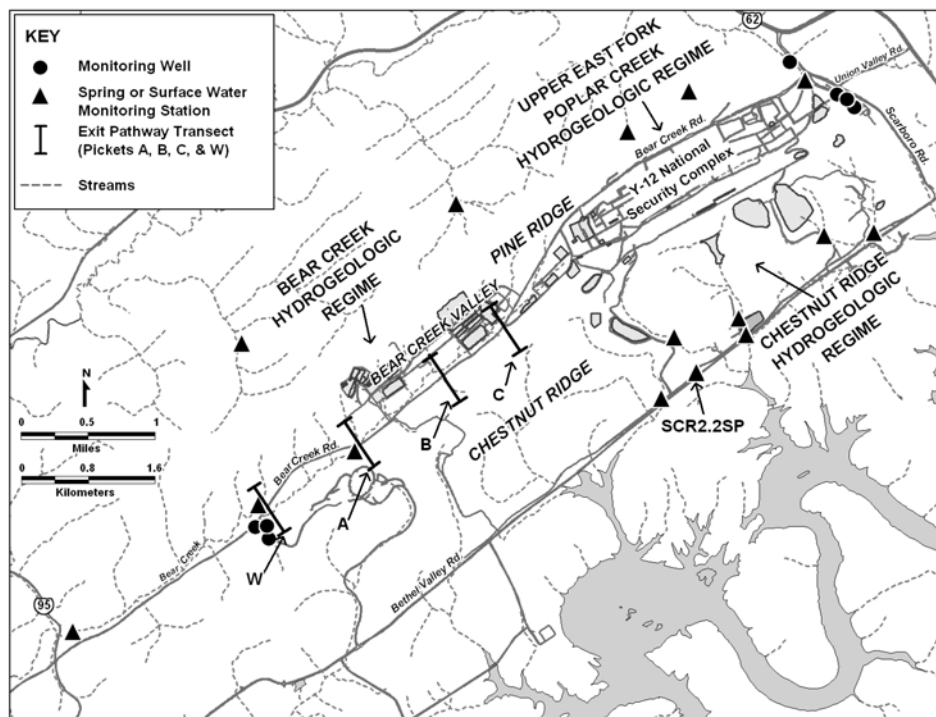 KEY
Monitoring Well
Spring or Surface Water
Monitoring Station
Exit Pathway Transect
(Pickets A, B, C, & W)
Streams
62
UPPER EAST FORK
POPLAR CREEK
HYDROGEOLOGIC REGIME
Union Valley Rd.
Scarboro Rd.
Bear Creek Rd.
Y-12 National
Security Complex
PINE RIDGE
BEAR CREEK
HYDROGEOLOGIC
REGIME
BEAR CREEK VALLEY
CHESTNUT RIDGE
HYDROGEOLOGIC
REGIME
N
0
0.5
1
Miles
0
0.8
1.6
Kilometers
C
B
CHESTNUT RIDGE
SCR2.2SP
Bear Creek Rd.
A
W
Bear Creek
Bethel Valley Rd.
95